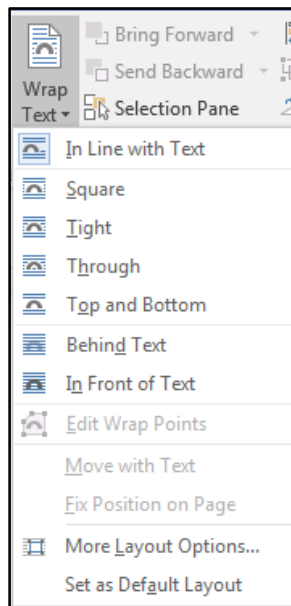 Bring Forward
Send Backward
Wrap
Text
Selection Pane
In Line with Text
Square
Tight
Through
Top and Bottom
Behind Text
In Front of Text
Edit Wrap Points
Move with Text
Fix Position on Page
More Layout Options...
Set as Default Layout